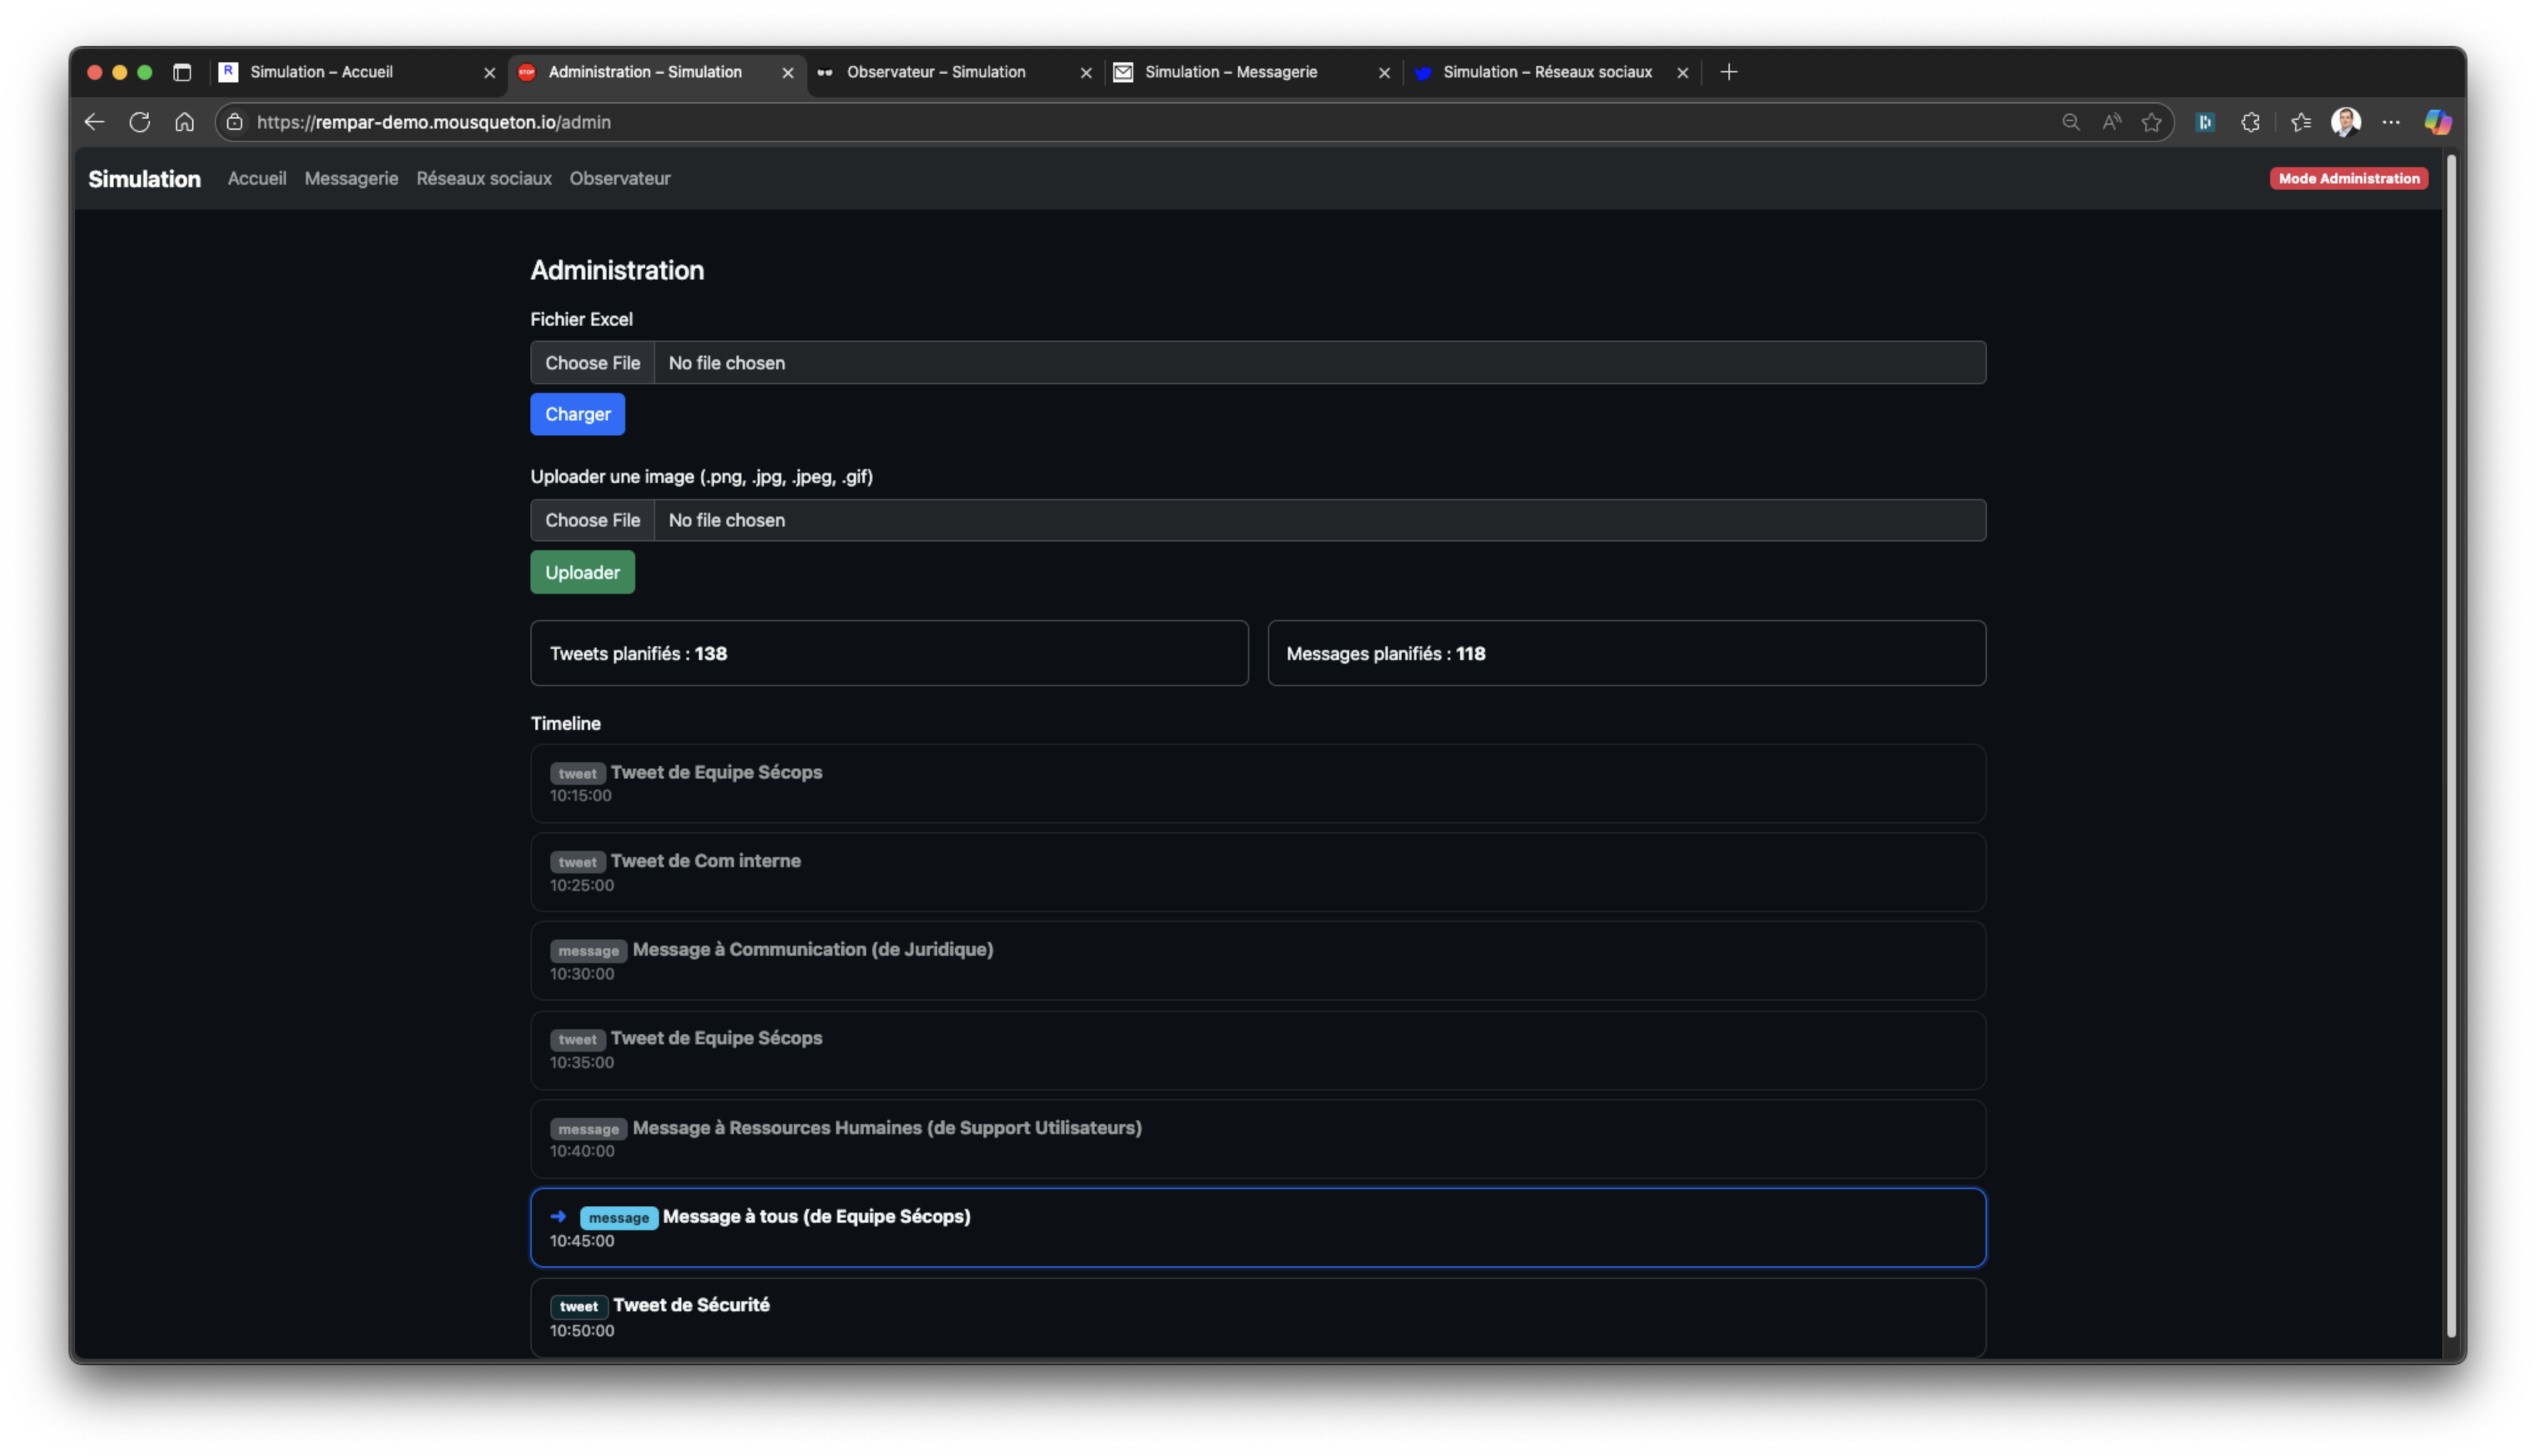 Simulation – Accueil
Administration – Simulation
Observateur – Simulation
Simulation – Messagerie
Simulation – Réseaux sociaux
https://rempar-demo.mousqueton.io/admin
Simulation Accueil Messagerie Réseaux sociaux Observateur
Mode Administration
Administration
Fichier Excel
Choose File No file chosen
Charger
Uploader une image (.png, .jpg, .jpeg, .gif)
Choose File No file chosen
Uploader
Tweets planifiés : 138
Messages planifiés : 118
Timeline
tweet Tweet de Equipe Sécops
10:15:00
tweet Tweet de Com interne
10:25:00
message Message à Communication (de Juridique)
10:30:00
tweet Tweet de Equipe Sécops
10:35:00
message Message à Ressources Humaines (de Support Utilisateurs)
10:40:00
message Message à tous (de Equipe Sécops)
10:45:00
tweet Tweet de Sécurité
10:50:00